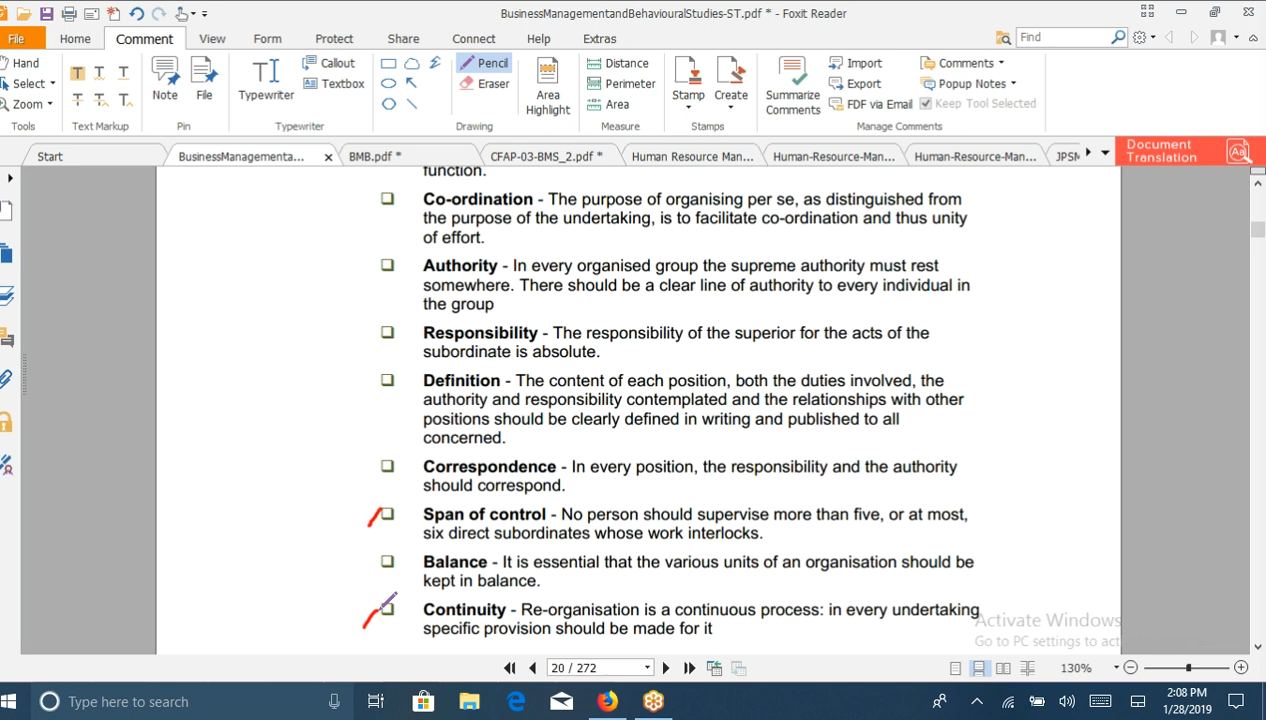 BusinessManagementandBehaviouralStudies-ST.pdf * - Foxit Reader
File Home Comment View Form Protect Share Connect Help Extras Find
Hand
Select
Zoom
Tools
Text Markup
Note
File
Pin
Typewriter
Callout
Textbox
Typewriter
Pencil
Eraser
Drawing
Area
Highlight
Distance
Perimeter
Area
Measure
Stamp
Create
Stamps
Summarize
Comments
Import
Export
FDF via Email
Comments
Popup Notes
Keep Tool Selected
Manage Comments
Start BusinessManagementa... BMB.pdf * CFAP-03-BMS_2.pdf * Human Resource Man... Human-Resource-Man... Human-Resource-Man... JPSM
Document
Translation
function.
Co-ordination - The purpose of organising per se, as distinguished from
the purpose of the undertaking, is to facilitate co-ordination and thus unity
of effort.
Authority - In every organised group the supreme authority must rest
somewhere. There should be a clear line of authority to every individual in
the group
Responsibility - The responsibility of the superior for the acts of the
subordinate is absolute.
Definition - The content of each position, both the duties involved, the
authority and responsibility contemplated and the relationships with other
positions should be clearly defined in writing and published to all
concerned.
Correspondence - In every position, the responsibility and the authority
should correspond.
Span of control - No person should supervise more than five, or at most,
six direct subordinates whose work interlocks.
Balance - It is essential that the various units of an organisation should be
kept in balance.
Continuity - Re-organisation is a continuous process: in every undertaking
specific provision should be made for it
Activate Windows
Go to PC settings to
20 / 272
130%
Type here to search
2:08 PM
1/28/2019